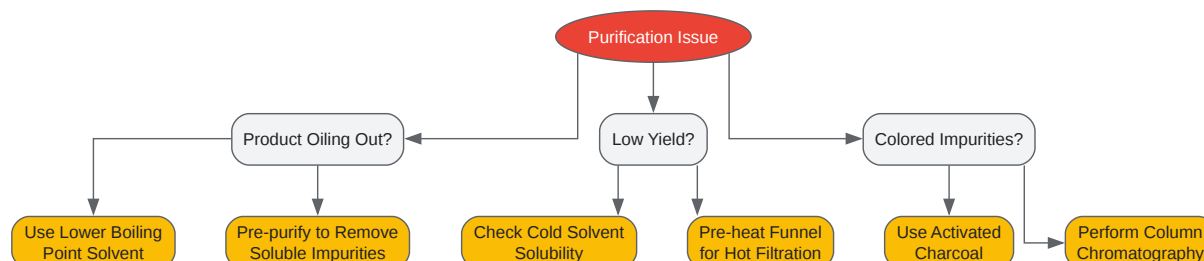 Purification Issue
Product Oiling Out?
Low Yield?
Colored Impurities?
Use Lower Boiling
Point Solvent
Pre-purify to Remove
Soluble Impurities
Check Cold Solvent
Solubility
Pre-heat Funnel
for Hot Filtration
Use Activated
Charcoal
Perform Column
Chromatography